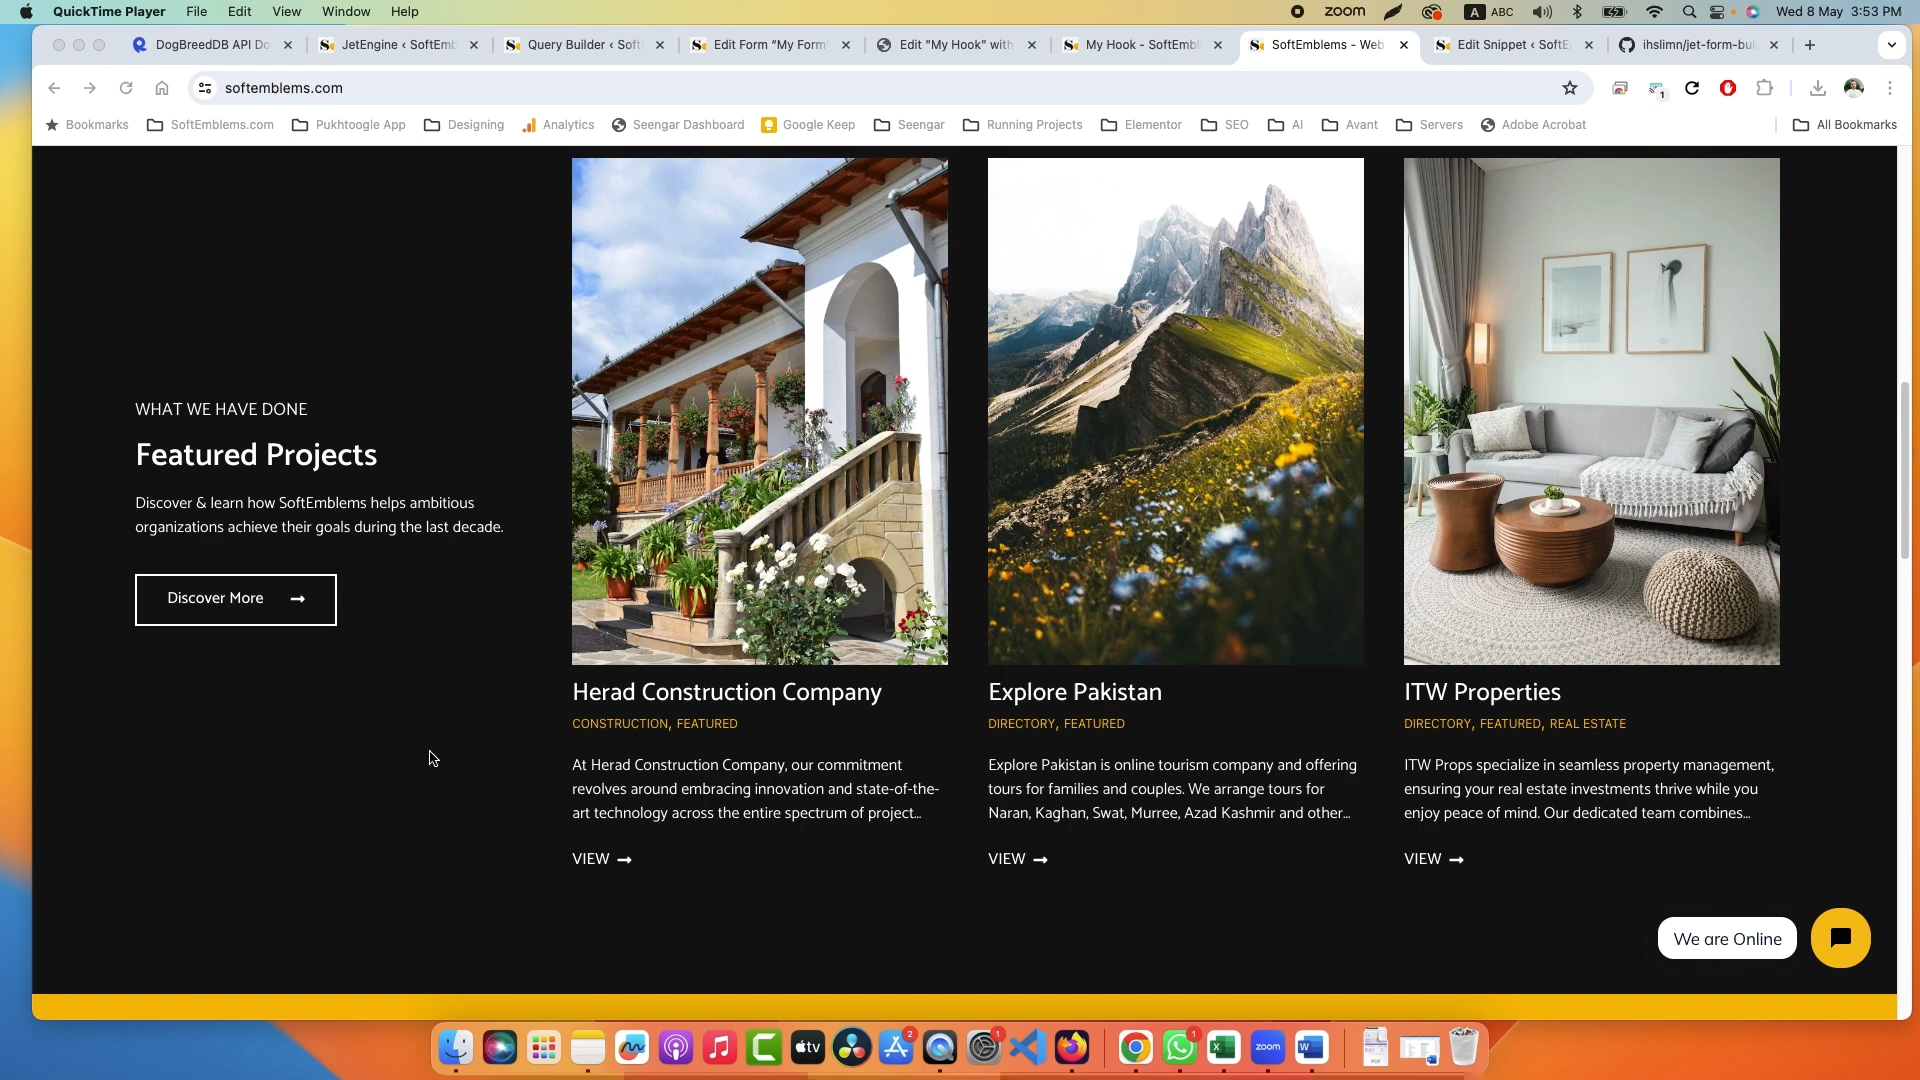 QuickTime Player File Edit View Window Help zoom A ABC Wed 8 May 3:53 PM
DogBreedDB API Do JetEngine ‹ SoftEmb Query Builder ‹ Soft Edit Form “My Form” Edit "My Hook" with My Hook - SoftEmbl SoftEmblems - Web Edit Snippet ‹ SoftE ihslimn/jet-form-bui
softemblems.com 1
Bookmarks SoftEmblems.com Pukhtoogle App Designing Analytics Seengar Dashboard Google Keep Seengar Running Projects Elementor SEO AI Avant Servers Adobe Acrobat All Bookmarks
WHAT WE HAVE DONE
Featured Projects
Discover & learn how SoftEmblems helps ambitious
organizations achieve their goals during the last decade.
Discover More
Herad Construction Company
CONSTRUCTION, FEATURED
At Herad Construction Company, our commitment
revolves around embracing innovation and state-of-the-
art technology across the entire spectrum of project...
VIEW
Explore Pakistan
DIRECTORY, FEATURED
Explore Pakistan is online tourism company and offering
tours for families and couples. We arrange tours for
Naran, Kaghan, Swat, Murree, Azad Kashmir and other...
VIEW
ITW Properties
DIRECTORY, FEATURED, REAL ESTATE
ITW Props specialize in seamless property management,
ensuring your real estate investments thrive while you
enjoy peace of mind. Our dedicated team combines...
VIEW
We are Online
tv 2 1 1 zoom PDF